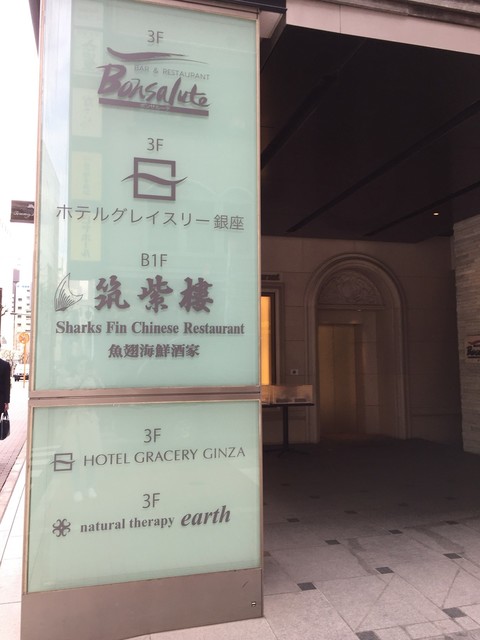 3F
BAR & RESTAURANT
Bonsalute
3F
ホテルグレイスリー銀座
B1F
筑紫樓
Sharks Fin Chinese Restaurant
魚翅海鮮酒家
3F
HOTEL GRACERY GINZA
3F
natural therapy earth